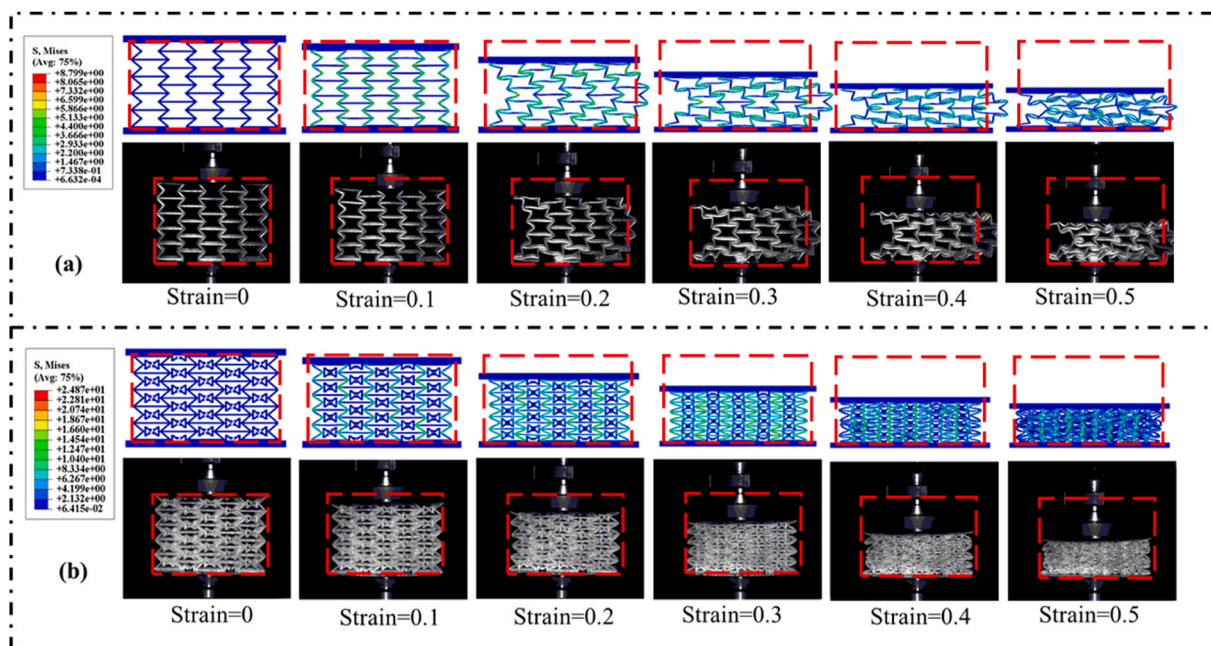 S, Mises
(Avg: 75%)
+8.799e+00
+8.065e+00
+7.332e+00
+6.599e+00
+5.866e+00
+5.133e+00
+4.400e+00
+3.666e+00
+2.933e+00
+2.200e+00
+1.467e+00
+7.338e-01
+6.632e-04
(a)
Strain=0
Strain=0.1
Strain=0.2
Strain=0.3
Strain=0.4
Strain=0.5
S, Mises
(Avg: 75%)
+2.487e+01
+2.281e+01
+2.074e+01
+1.867e+01
+1.660e+01
+1.454e+01
+1.247e+01
+1.040e+01
+8.334e+00
+6.267e+00
+4.199e+00
+2.132e+00
+6.415e-02
(b)
Strain=0
Strain=0.1
Strain=0.2
Strain=0.3
Strain=0.4
Strain=0.5